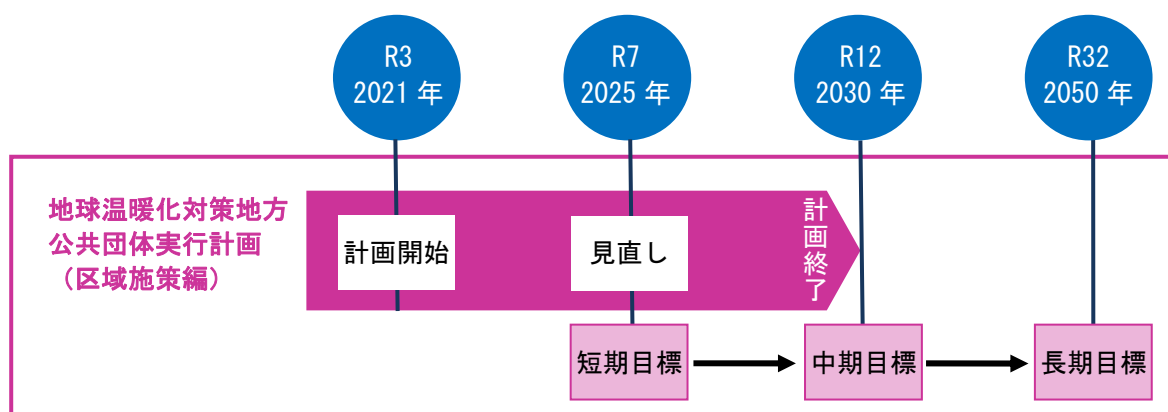 R3
2021 年
R7
2025 年
R12
2030 年
R32
2050 年
地球温暖化対策地方
公共団体実行計画
（区域施策編）
計画開始
見直し
計画終了
短期目標
中期目標
長期目標